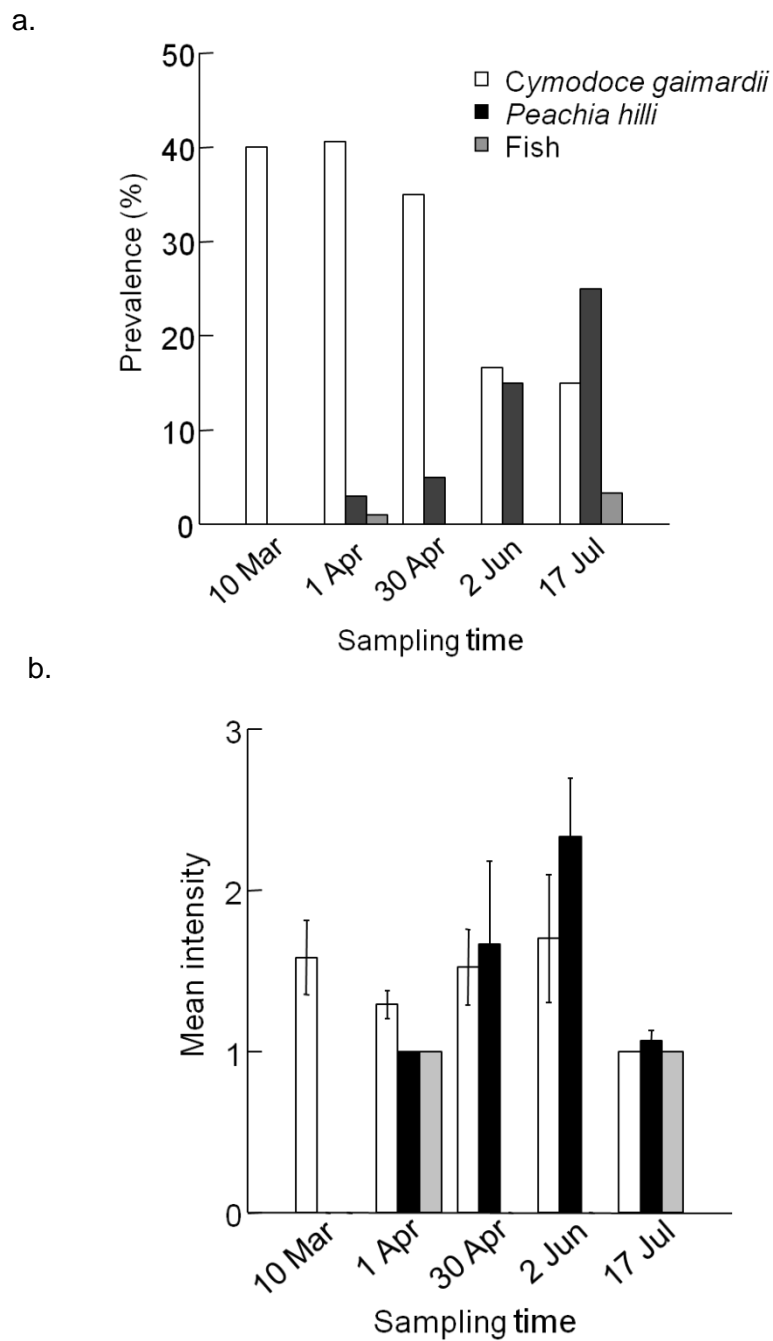 a.
50
40
30
20
10
0
Prevalence (%)
Cymodoce gaimardii
Peachia hilli
Fish
10 Mar
1 Apr
30 Apr
2 Jun
17 Jul
Sampling time
b.
3
2
1
0
Mean intensity
10 Mar
1 Apr
30 Apr
2 Jun
17 Jul
Sampling time